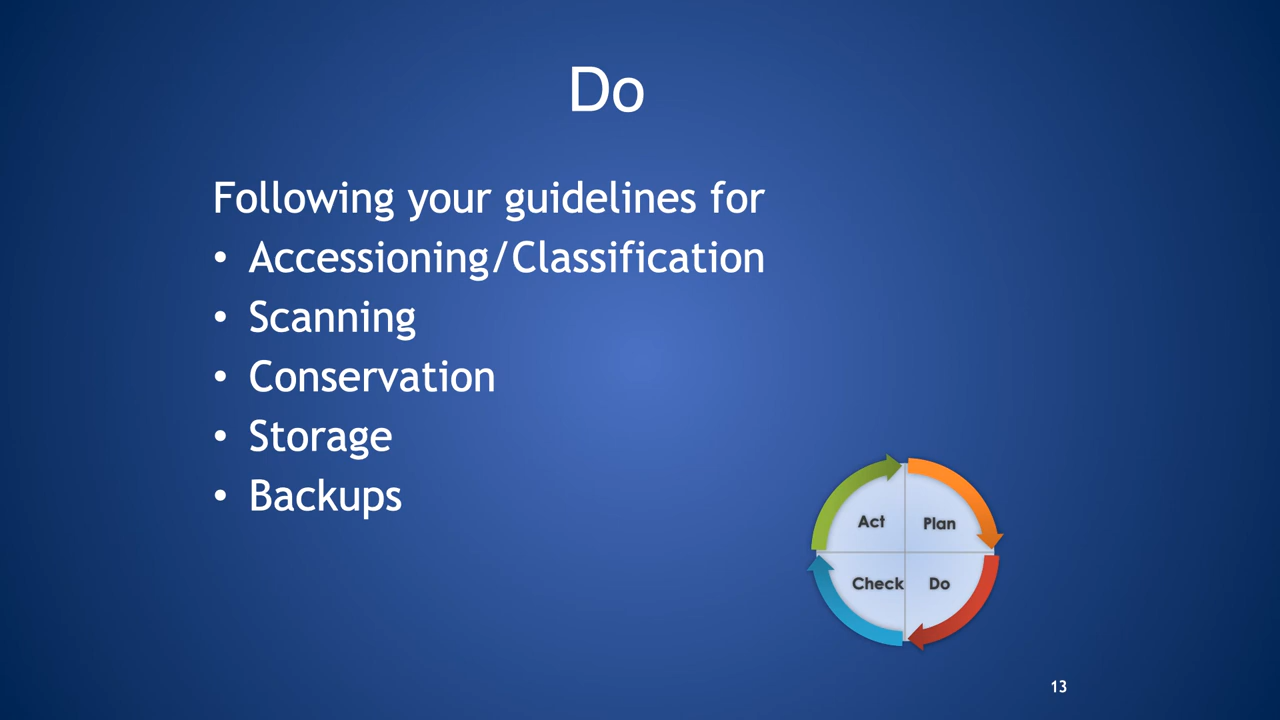 Do
Following your guidelines for
• Accessioning/Classification
• Scanning
• Conservation
• Storage
• Backups
Act
Plan
Check
Do
13